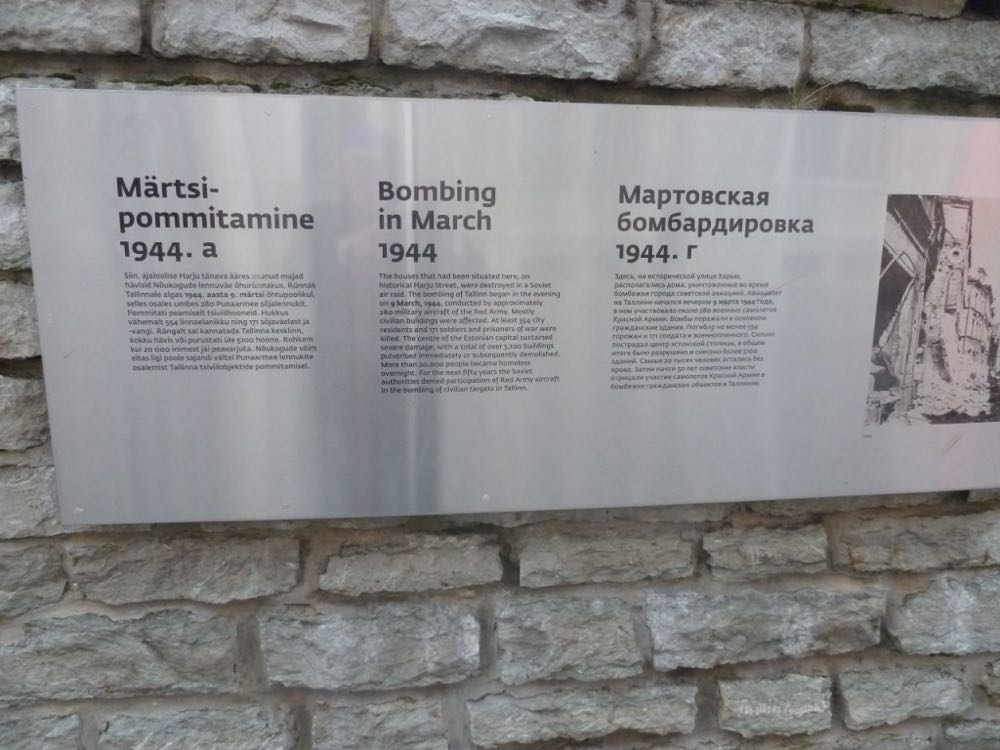 Märtsi-
pommitamine
1944. a
Siin, ajaloolise Harju tänava ääres asunud majad
hävisid Nõukogude lennuväe õhurünnakus. Rünnak
Tallinnale algas 1944. aasta 9. märtsi õhtupoolikul,
selles osales umbes 280 Punaarmee sõjalennukit.
Pommitati peamiselt tsiviilhooneid. Hukkus
vähemalt 554 linnaelanikku ning 171 sõjaväelast ja
-vangi. Rängalt sai kannatada Tallinna kesklinn,
kokku hävis või purustati üle 5100 hoone. Rohkem
kui 20 000 inimest jäi peavarjuta. Nõukogude võim
eitas ligi poole sajandi vältel Punaarmee lennukite
osalemist Tallinna tsiviilobjektide pommitamisel.
Bombing
in March
1944
The houses that had been situated here, on
historical Harju Street, were destroyed in a Soviet
air raid. The bombing of Tallinn began in the evening
on 9 March, 1944, conducted by approximately
280 military aircraft of the Red Army. Mostly
civilian buildings were affected. At least 554 city
residents and 171 soldiers and prisoners of war were
killed. The centre of the Estonian capital sustained
severe damage, with a total of over 5,100 buildings
pulverised immediately or subsequently demolished.
More than 20,000 people became homeless
overnight. For the next fifty years the Soviet
authorities denied participation of Red Army aircraft
in the bombing of civilian targets in Tallinn.
Мартовская
бомбардировка
1944. г
Здесь, на исторической улице Харью,
располагались дома, уничтоженные во время
бомбежки города советской авиацией. Авианалет
на Таллинн начался вечером 9 марта 1944 года,
в нем участвовало около 280 военных самолетов
Красной Армии. Бомбы поражали в основном
гражданские здания. Погибло не менее 554
горожан и 171 солдата и военнопленного. Сильно
пострадал центр эстонской столицы, в общем
итоге было разрушено и снесено более 5100
зданий. Свыше 20 тысяч человек остались без
крова. Затем почти 50 лет советские власти
отрицали участие самолетов Красной Армии в
бомбежке гражданских объектов в Таллинне.